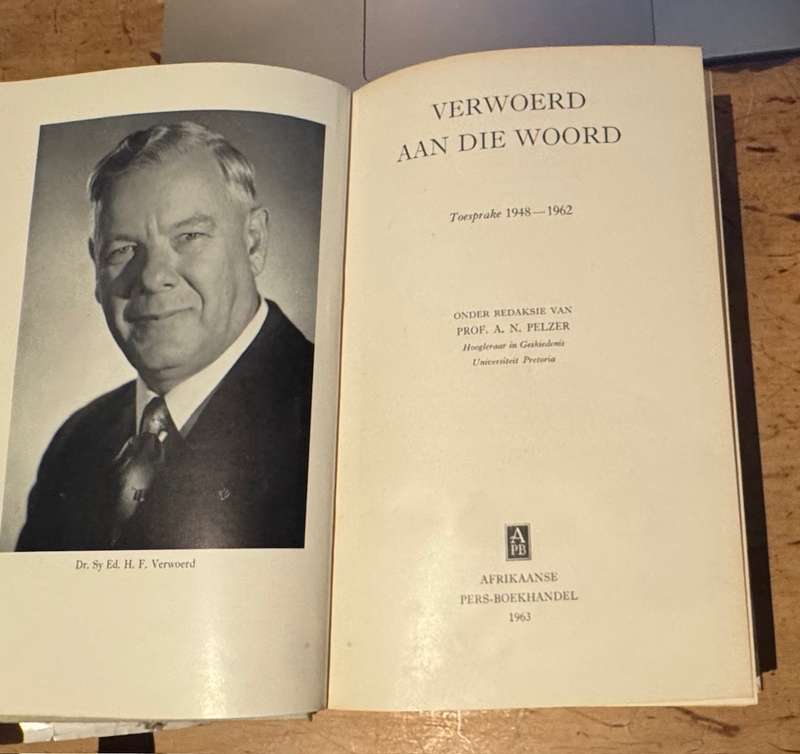 Dr. Sy Ed. H. F. Verwoerd
VERWOERD
AAN DIE WOORD
Toesprake 1948—1962
ONDER REDAKSIE VAN
PROF. A. N. PELZER
Hoogleraar in Geskiedenis
Universiteit Pretoria
A
PB
AFRIKAANSE
PERS-BOEKHANDEL
1963